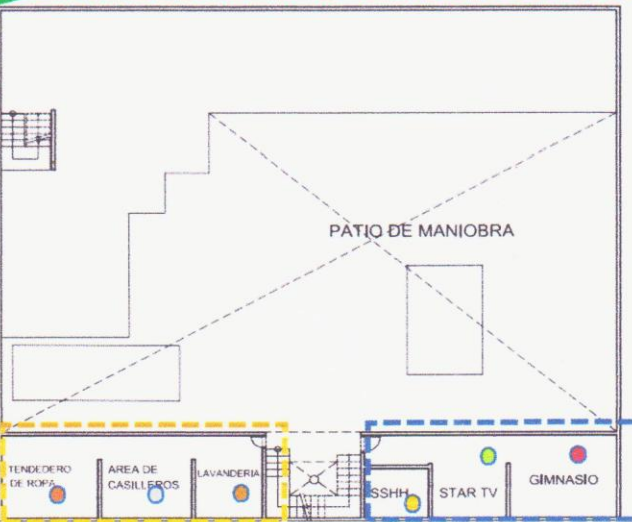 PATIO DE MANIOBRA
TENDEDERO
DE ROPA
AREA DE
CASILLEROS
LAVANDERIA
SSHH
STAR TV
GIMNASIO